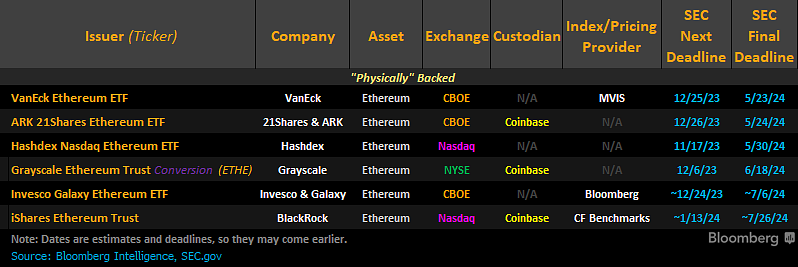 Issuer (Ticker) Company Asset Exchange Custodian Index/Pricing Provider SEC Next Deadline SEC Final Deadline
"Physically" Backed
VanEck Ethereum ETF VanEck Ethereum CBOE N/A MVIS 12/25/23 5/23/24
ARK 21Shares Ethereum ETF 21Shares & ARK Ethereum CBOE Coinbase N/A 12/26/23 5/24/24
Hashdex Nasdaq Ethereum ETF Hashdex Ethereum Nasdaq N/A N/A 11/17/23 5/30/24
Grayscale Ethereum Trust Conversion (ETHE) Grayscale Ethereum NYSE Coinbase N/A 12/6/23 6/18/24
Invesco Galaxy Ethereum ETF Invesco & Galaxy Ethereum CBOE N/A Bloomberg ~12/24/23 ~7/6/24
iShares Ethereum Trust BlackRock Ethereum Nasdaq Coinbase CF Benchmarks ~1/13/24 ~7/26/24
Note: Dates are estimates and deadlines, so they may come earlier. Bloomberg
Source: Bloomberg Intelligence, SEC.gov